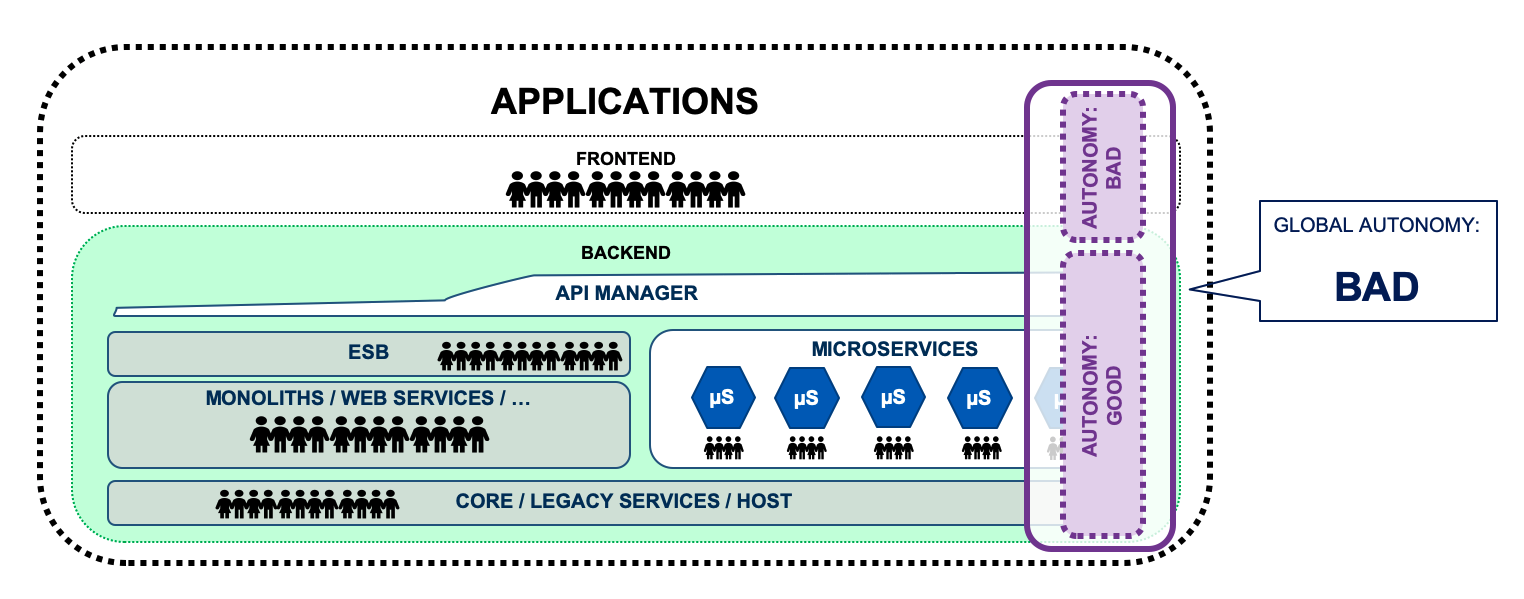 APPLICATIONS
FRONTEND
AUTONOMY:
BAD
BACKEND
API MANAGER
ESB
MONOLITHS / WEB SERVICES / …
MICROSERVICES
µS
µS
µS
µS
CORE / LEGACY SERVICES / HOST
AUTONOMY:
GOOD
GLOBAL AUTONOMY:
BAD